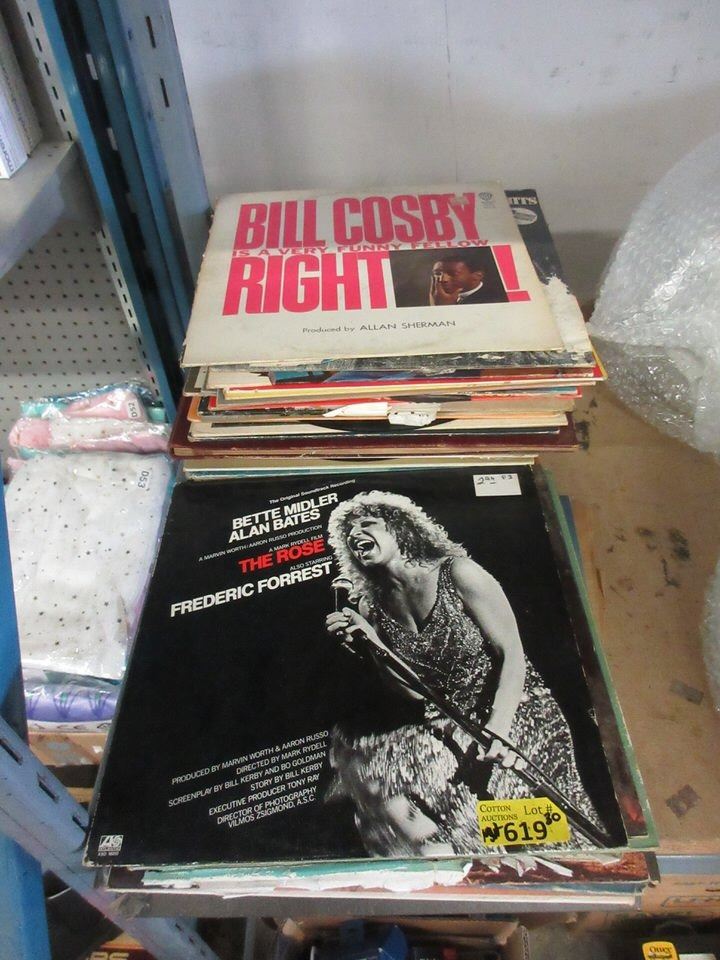 BILL COSBY
IS A VERY FUNNY FELLOW
RIGHT!
Produced by ALLAN SHERMAN
The Original Soundtrack Recording
BETTE MIDLER
ALAN BATES
A MARVIN WORTH/AARON RUSSO PRODUCTION
A MARK RYDELL FILM
THE ROSE
ALSO STARRING
FREDERIC FORREST
PRODUCED BY MARVIN WORTH & AARON RUSSO
DIRECTED BY MARK RYDELL
SCREENPLAY BY BILL KERBY AND BO GOLDMAN
STORY BY BILL KERBY
EXECUTIVE PRODUCER TONY RAY
DIRECTOR OF PHOTOGRAPHY
VILMOS ZSIGMOND, A.S.C.
COTTON
AUCTIONS
Lot #
619
30
D52
D53